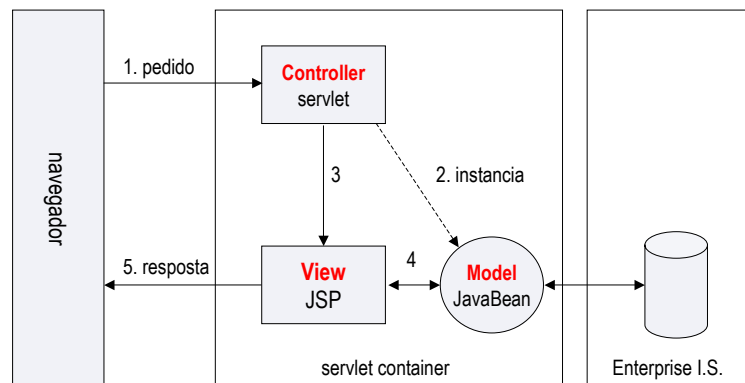 1. pedido
Controller
servlet
navegador
3
2. instancia
5. resposta
View
JSP
4
Model
JavaBean
servlet container
Enterprise I.S.